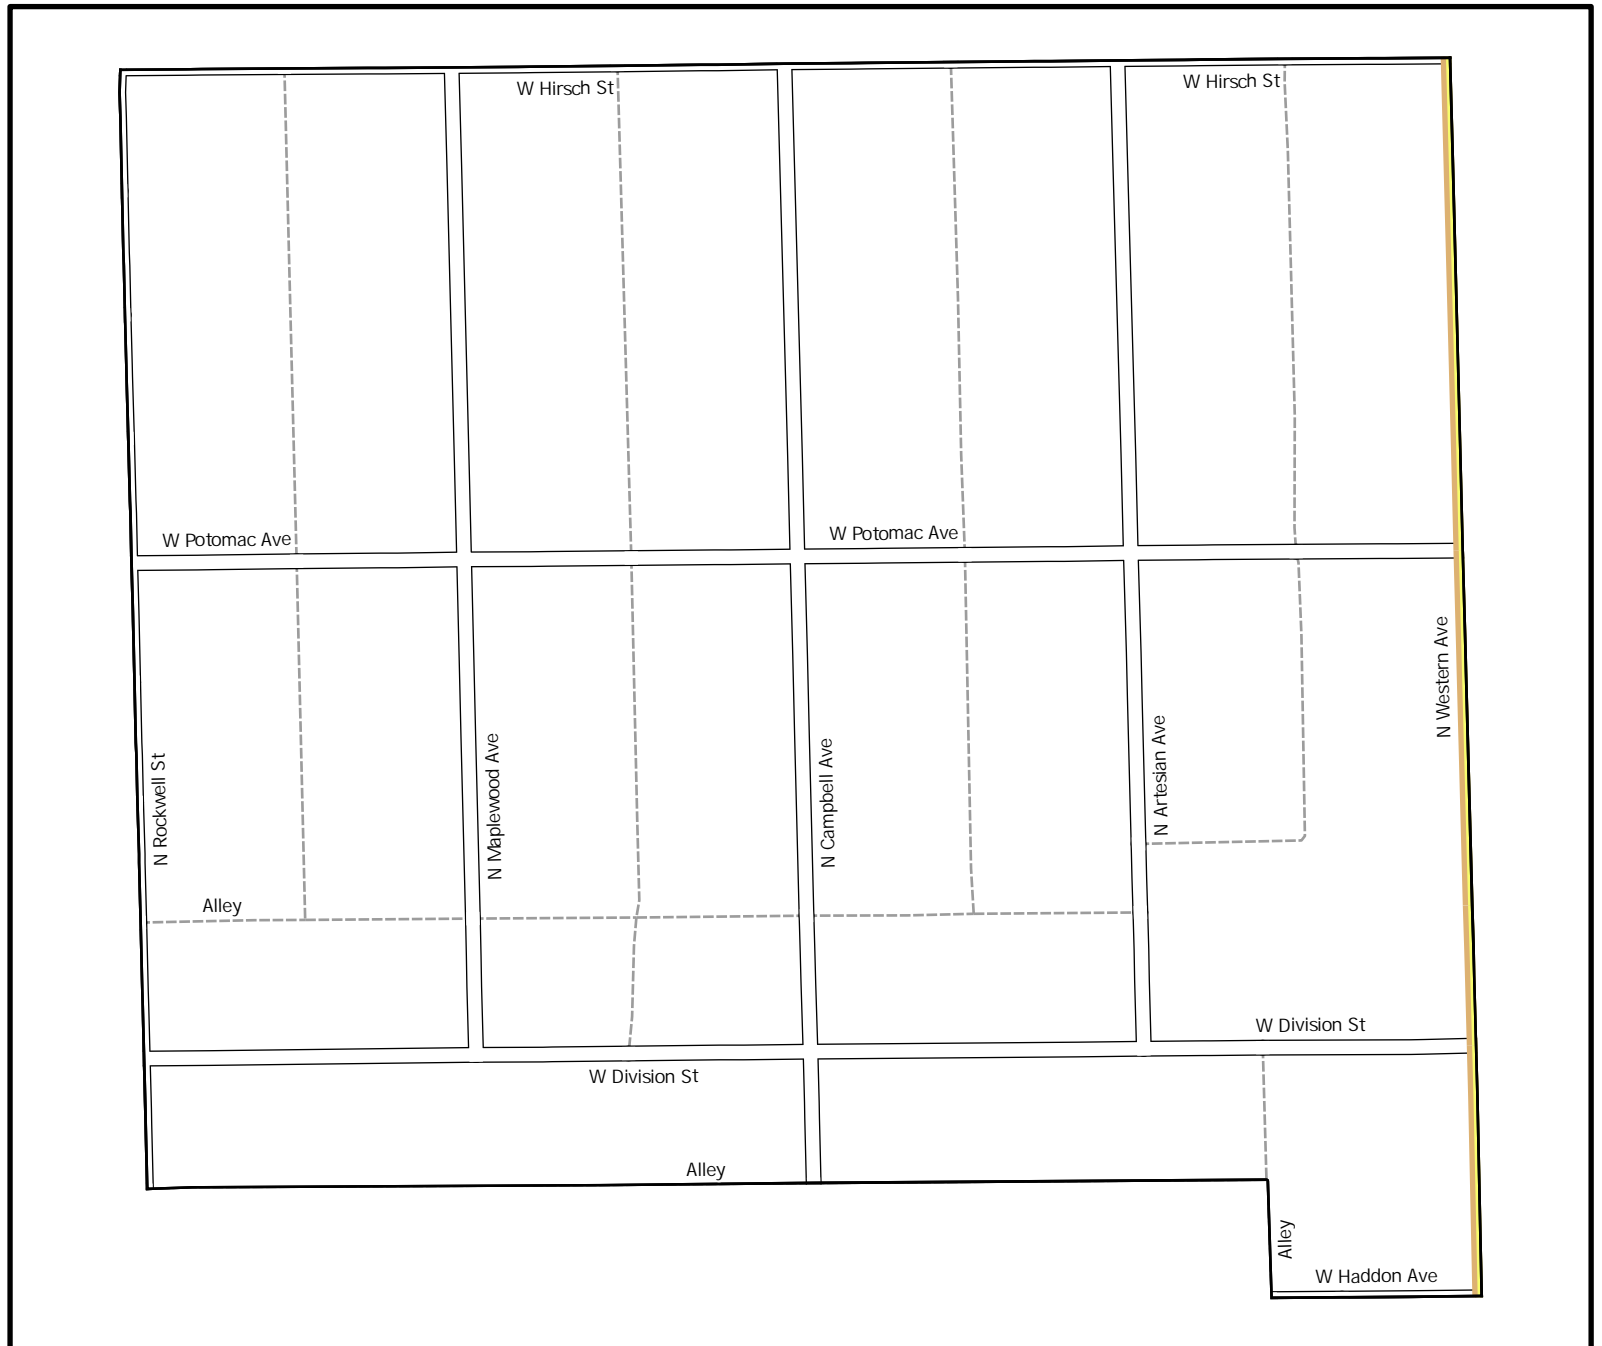 W Hirsch St
W Hirsch St
W Potomac Ave
W Potomac Ave
N Western Ave
N Artesian Ave
N Maplewood Ave
N Campbell Ave
N Rockwell St
Alley
W Division St
W Division St
Alley
Alley
W Haddon Ave